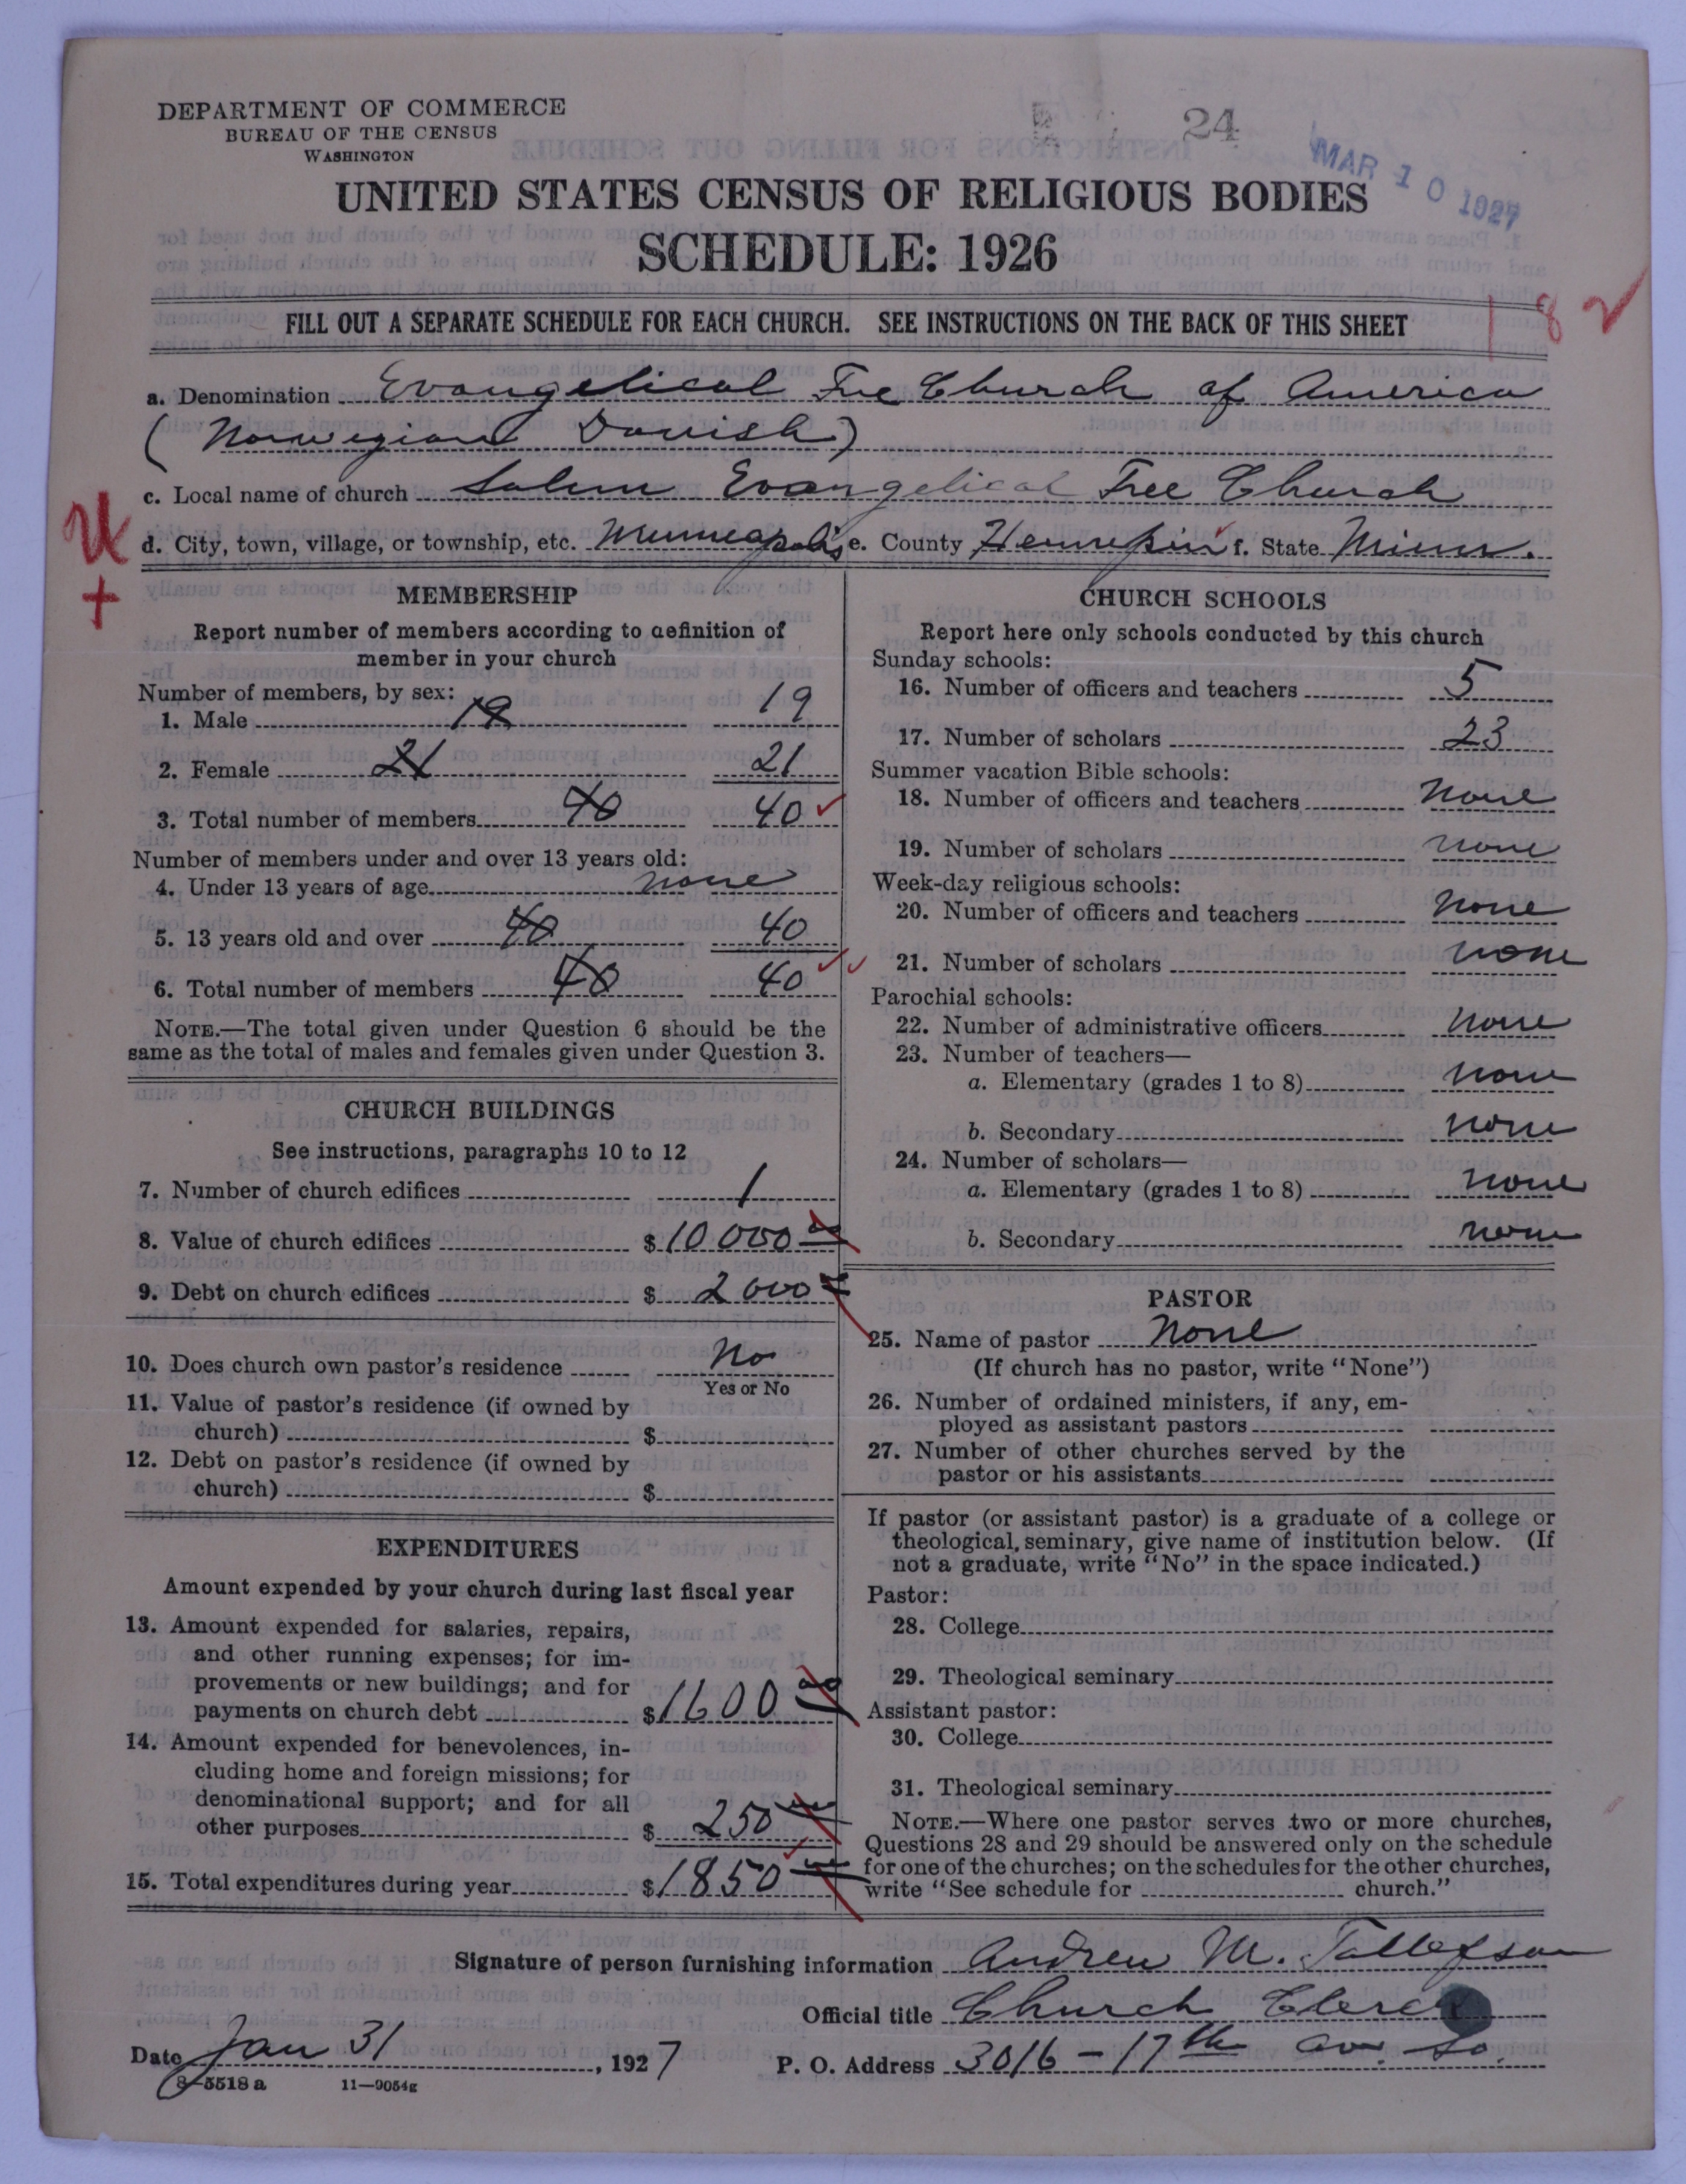 DEPARTMENT OF COMMERCE
BUREAU OF THE CENSUS
WASHINGTON
24
MAR 10 1927
UNITED STATES CENSUS OF RELIGIOUS BODIES
SCHEDULE: 1926
FILL OUT A SEPARATE SCHEDULE FOR EACH CHURCH. SEE INSTRUCTIONS ON THE BACK OF THIS SHEET
182
a. Denomination Evangelical Free Church of America
(Norwegian Danish)
c. Local name of church Salem Evangelical Free Church
d. City, town, village, or township, etc. Minneapolis e. County Hennepin f. State Minn.
MEMBERSHIP
Report number of members according to definition of
member in your church
Number of members, by sex:
1. Male 19 19
2. Female 21 21
3. Total number of members 40 40
Number of members under and over 13 years old:
4. Under 13 years of age none
5. 13 years old and over 40 40
6. Total number of members 40 40
NOTE.—The total given under Question 6 should be the
same as the total of males and females given under Question 3.
CHURCH BUILDINGS
See instructions, paragraphs 10 to 12
7. Number of church edifices 1
8. Value of church edifices $ 10000 00
9. Debt on church edifices $ 2000
10. Does church own pastor's residence No
Yes or No
11. Value of pastor's residence (if owned by
church) $
12. Debt on pastor's residence (if owned by
church) $
EXPENDITURES
Amount expended by your church during last fiscal year
13. Amount expended for salaries, repairs,
and other running expenses; for im-
provements or new buildings; and for
payments on church debt $ 1600 00
14. Amount expended for benevolences, in-
cluding home and foreign missions; for
denominational support; and for all
other purposes $ 250
15. Total expenditures during year $ 1850
CHURCH SCHOOLS
Report here only schools conducted by this church
Sunday schools:
16. Number of officers and teachers 5
17. Number of scholars 23
Summer vacation Bible schools:
18. Number of officers and teachers None
19. Number of scholars none
Week-day religious schools:
20. Number of officers and teachers none
21. Number of scholars none
Parochial schools:
22. Number of administrative officers none
23. Number of teachers—
a. Elementary (grades 1 to 8) none
b. Secondary none
24. Number of scholars—
a. Elementary (grades 1 to 8) none
b. Secondary none
PASTOR
25. Name of pastor None
(If church has no pastor, write "None")
26. Number of ordained ministers, if any, em-
ployed as assistant pastors
27. Number of other churches served by the
pastor or his assistants
If pastor (or assistant pastor) is a graduate of a college or
theological seminary, give name of institution below. (If
not a graduate, write "No" in the space indicated.)
Pastor:
28. College
29. Theological seminary
Assistant pastor:
30. College
31. Theological seminary
NOTE.—Where one pastor serves two or more churches,
Questions 28 and 29 should be answered only on the schedule
for one of the churches; on the schedules for the other churches,
write "See schedule for church."
Signature of person furnishing information Andrew M. Tollefson
Official title Church Clerck
Date Jan 31, 1927 P. O. Address 3016-17th Av. So.
8-5518 a 11—9054g